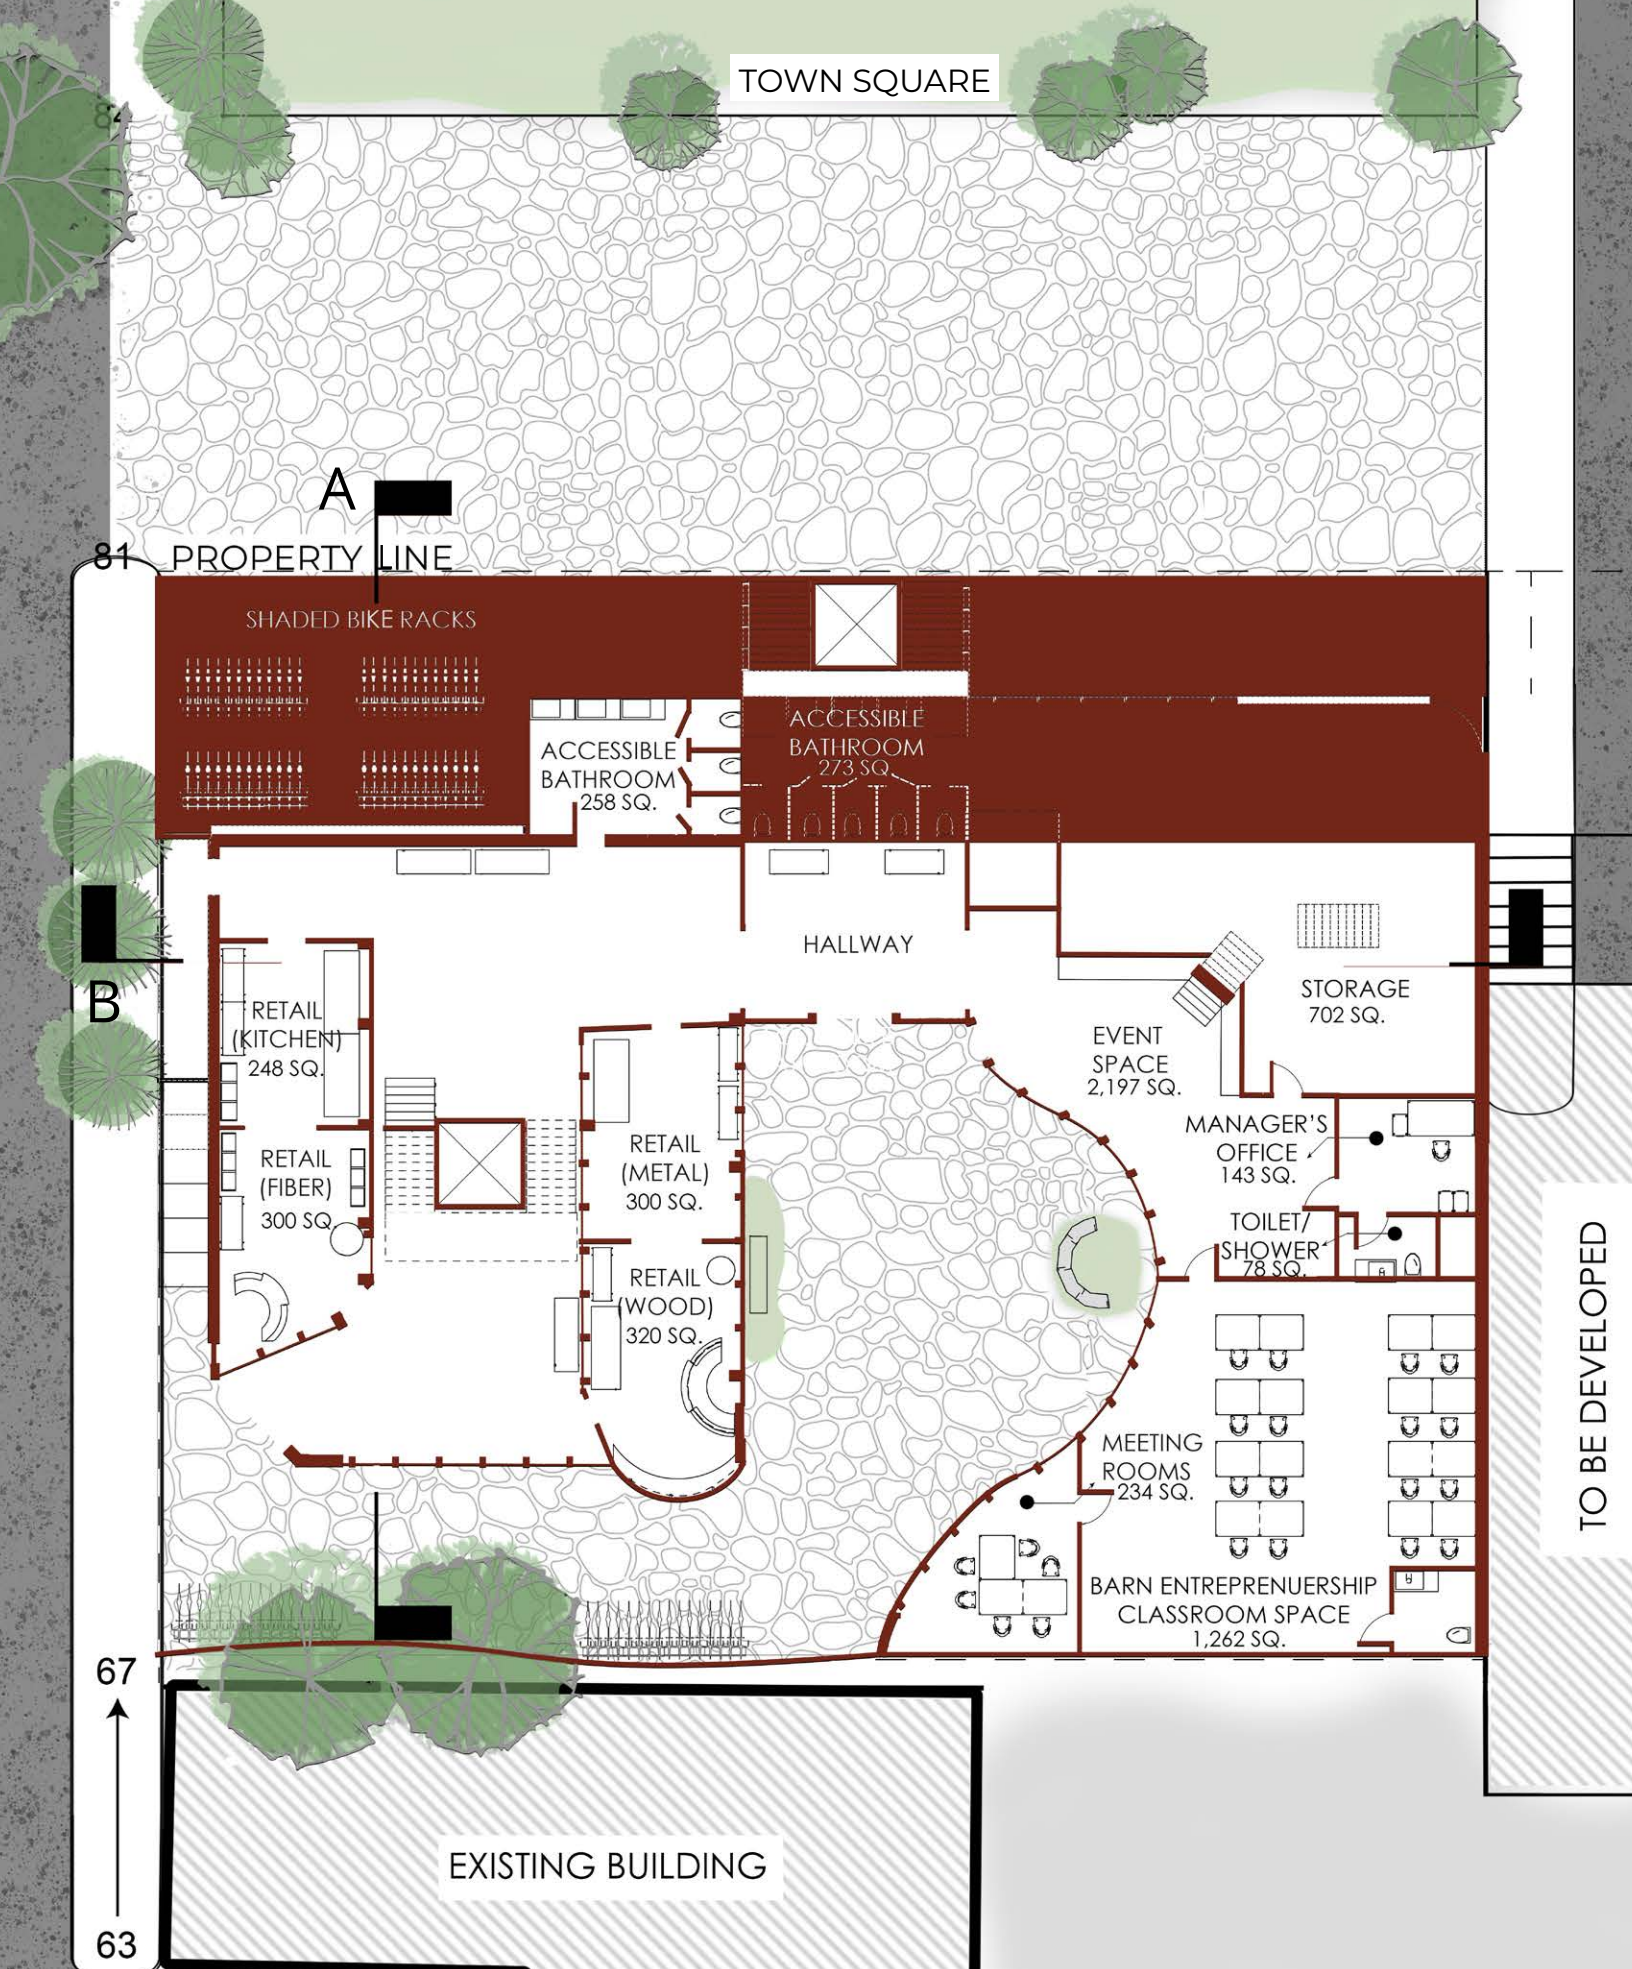 TOWN SQUARE
84
A
81 PROPERTY LINE
SHADED BIKE RACKS
ACCESSIBLE
BATHROOM
273 SQ.
ACCESSIBLE
BATHROOM
258 SQ.
HALLWAY
B
RETAIL
(KITCHEN)
248 SQ.
STORAGE
702 SQ.
EVENT
SPACE
2,197 SQ.
MANAGER'S
OFFICE
143 SQ.
RETAIL
(FIBER)
300 SQ.
RETAIL
(METAL)
300 SQ.
TOILET/
SHOWER
78 SQ.
RETAIL
(WOOD)
320 SQ.
TO BE DEVELOPED
MEETING
ROOMS
234 SQ.
BARN ENTREPRENUERSHIP
CLASSROOM SPACE
1,262 SQ.
67
EXISTING BUILDING
63